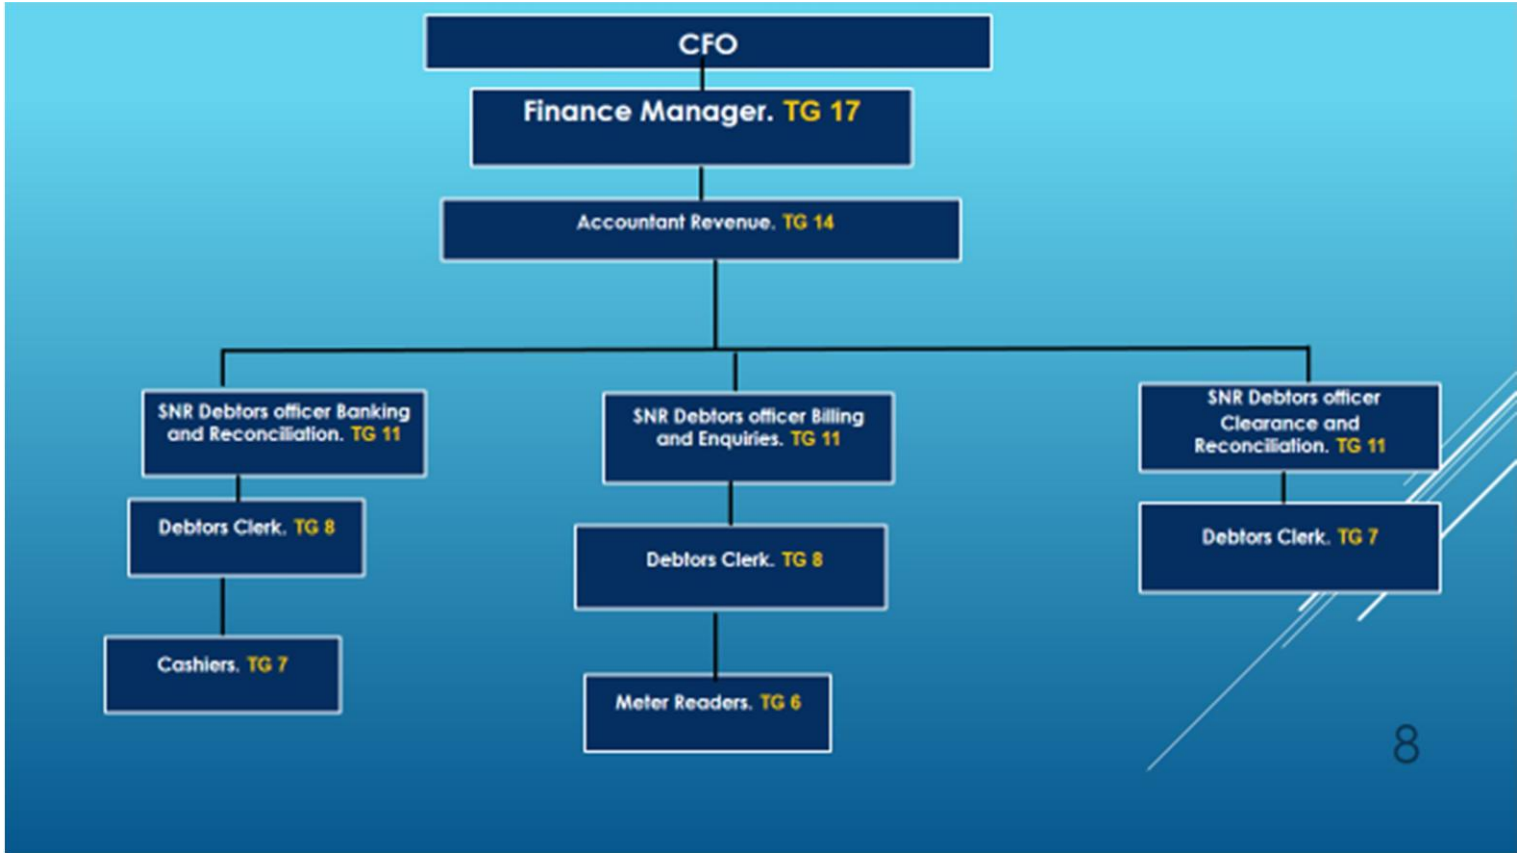 CFO
Finance Manager. TG 17
Accountant Revenue. TG 14
SNR Debtors officer Banking
and Reconciliation. TG 11
SNR Debtors officer Billing
and Enquiries. TG 11
SNR Debtors officer
Clearance and
Reconciliation. TG 11
Debtors Clerk. TG 8
Debtors Clerk. TG 8
Debtors Clerk. TG 7
Cashiers. TG 7
Meter Readers. TG 6
8